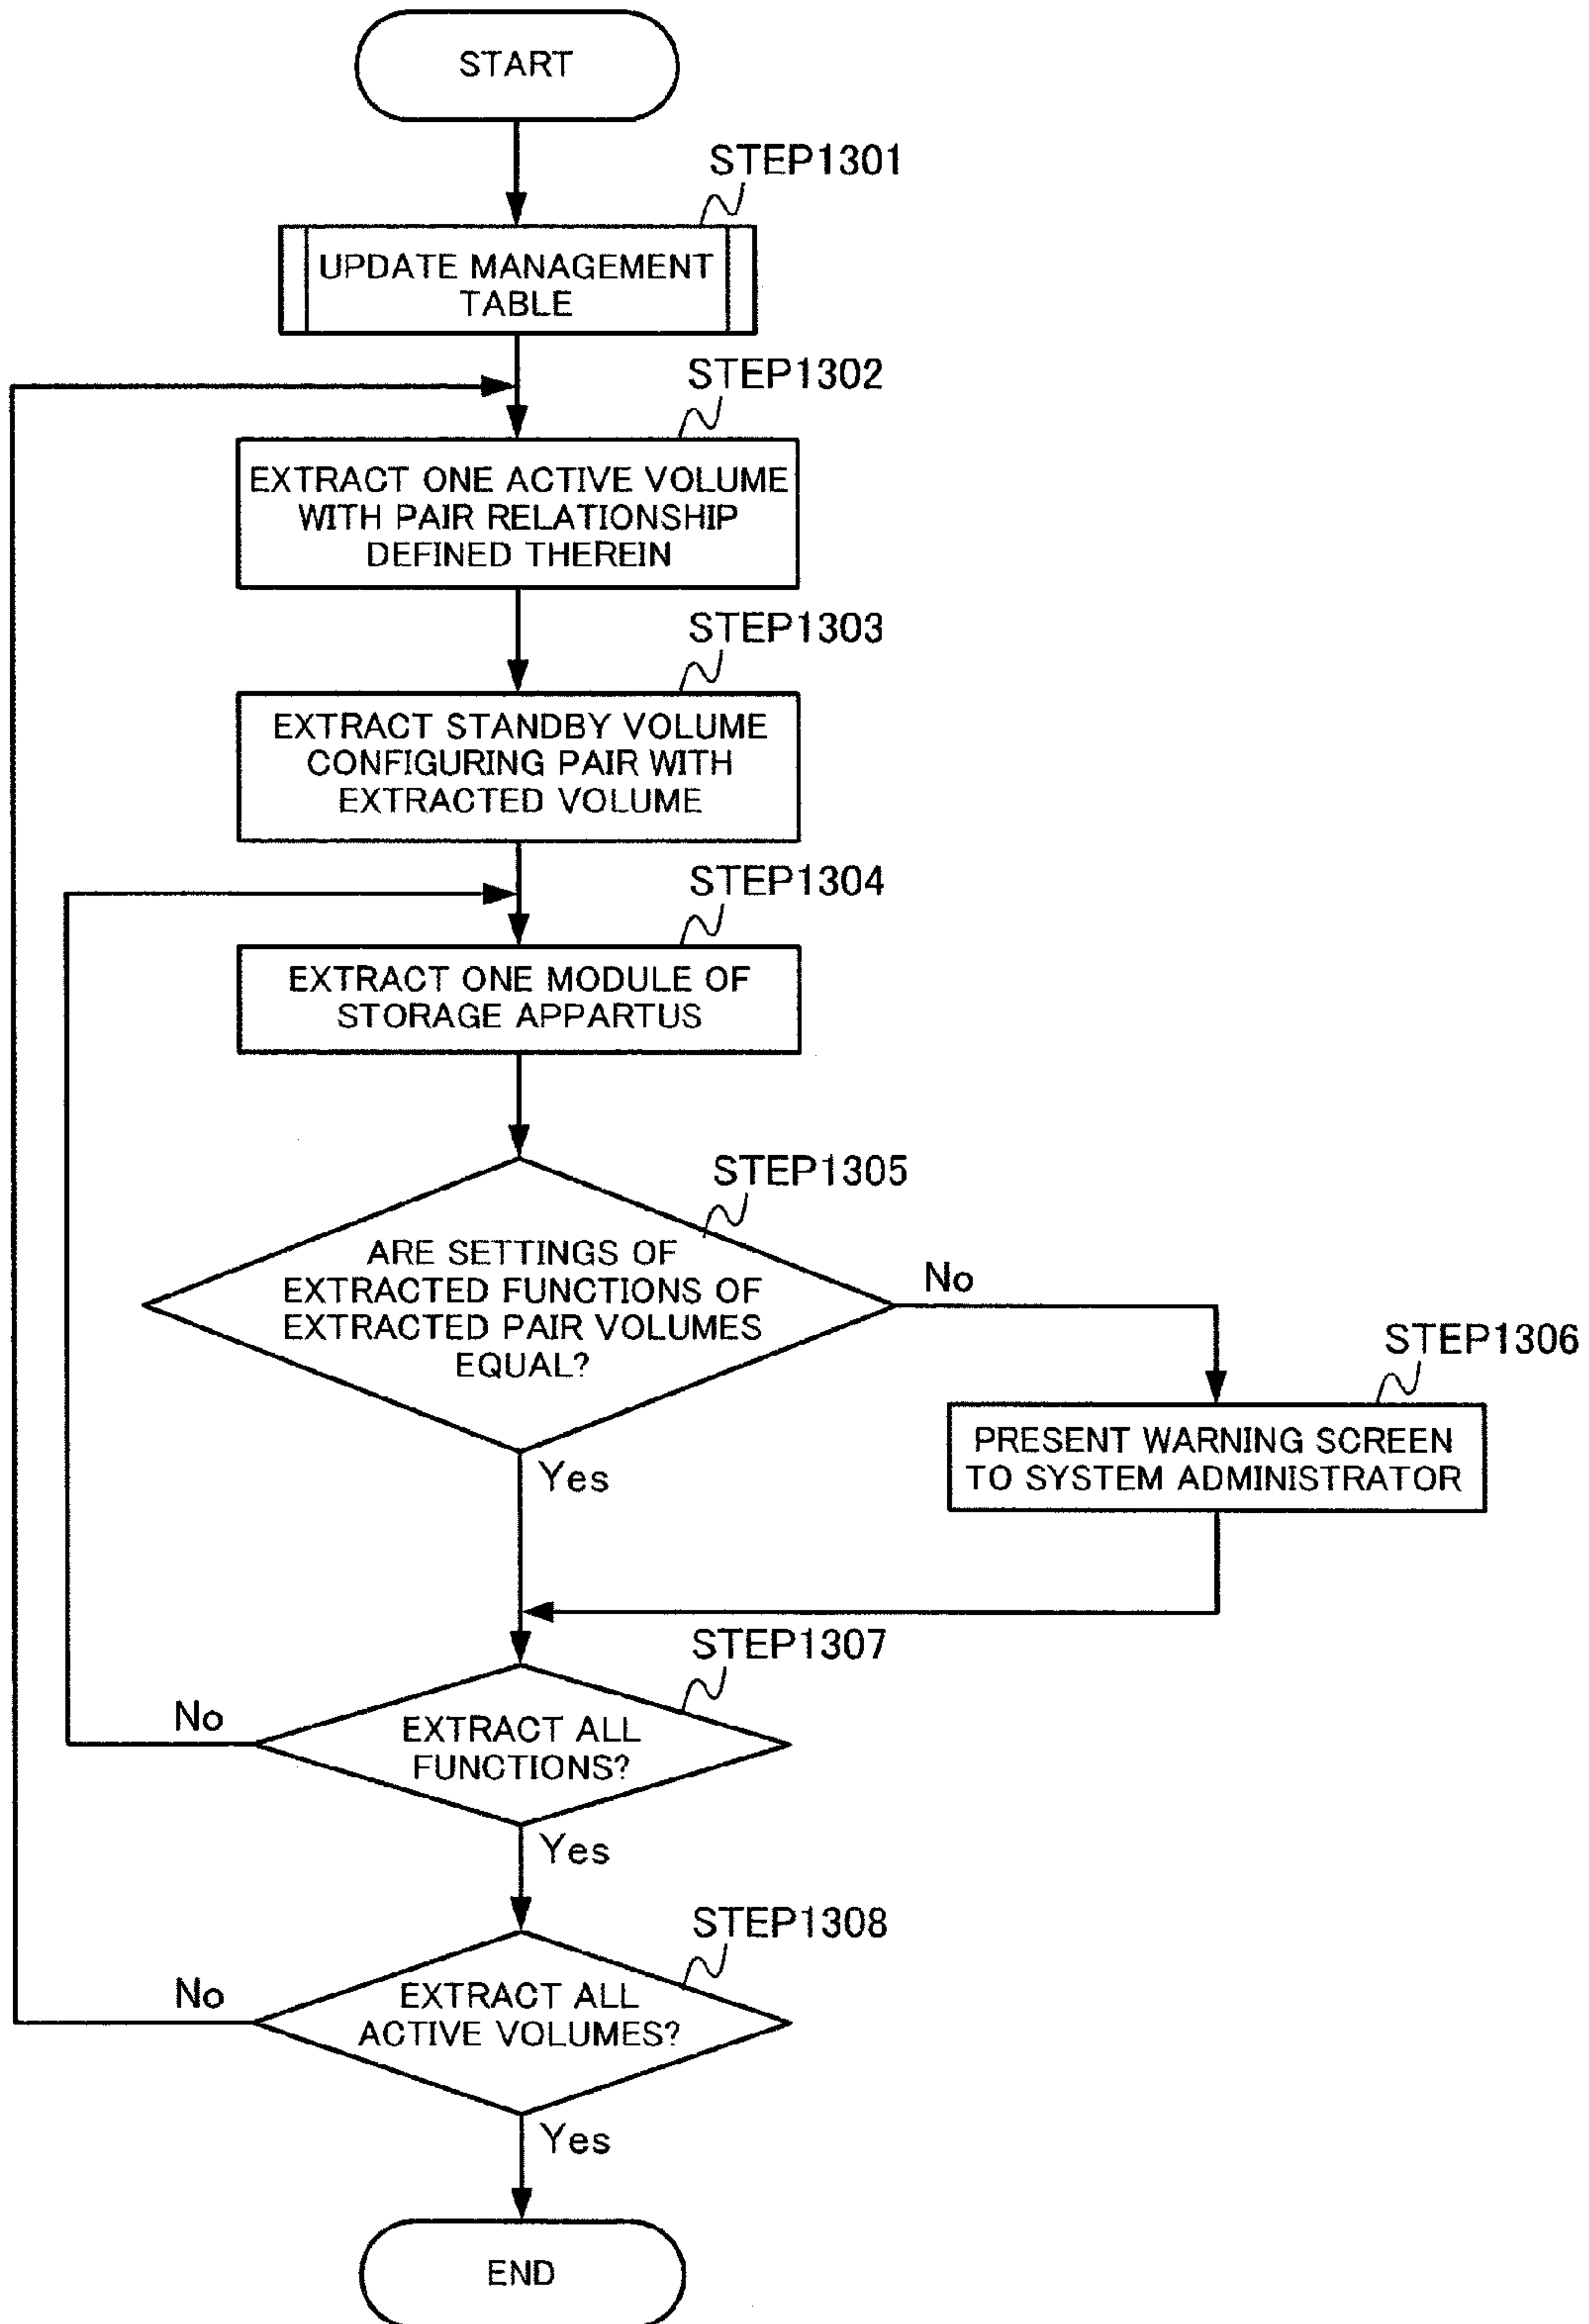 START
STEP1301
UPDATE MANAGEMENT
TABLE
STEP1302
EXTRACT ONE ACTIVE VOLUME
WITH PAIR RELATIONSHIP
DEFINED THEREIN
STEP1303
EXTRACT STANDBY VOLUME
CONFIGURING PAIR WITH
EXTRACTED VOLUME
STEP1304
EXTRACT ONE MODULE OF
STORAGE APPARTUS
STEP1305
ARE SETTINGS OF
EXTRACTED FUNCTIONS OF
EXTRACTED PAIR VOLUMES
EQUAL?
No
Yes
STEP1306
PRESENT WARNING SCREEN
TO SYSTEM ADMINISTRATOR
STEP1307
EXTRACT ALL
FUNCTIONS?
No
Yes
STEP1308
EXTRACT ALL
ACTIVE VOLUMES?
No
Yes
END